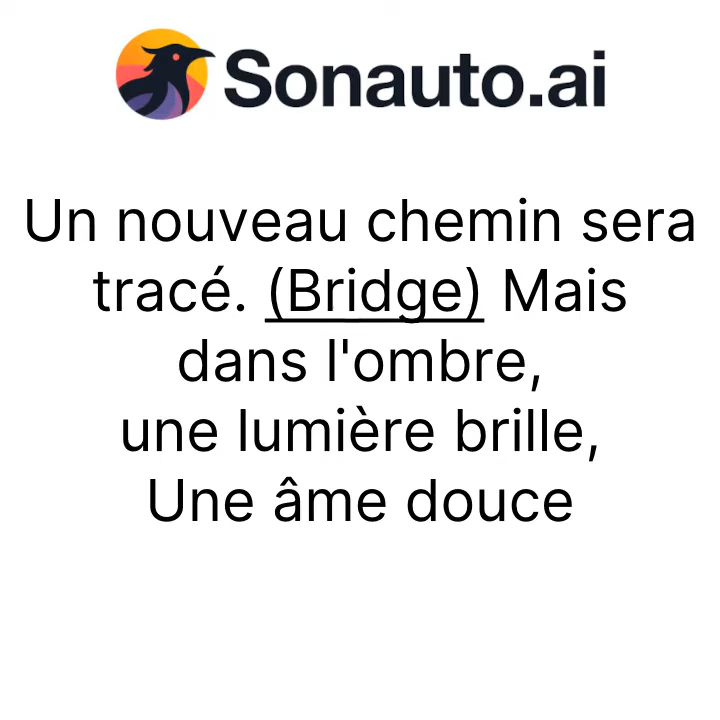 Sonauto.ai
Un nouveau chemin sera
tracé. (Bridge) Mais
dans l'ombre,
une lumière brille,
Une âme douce